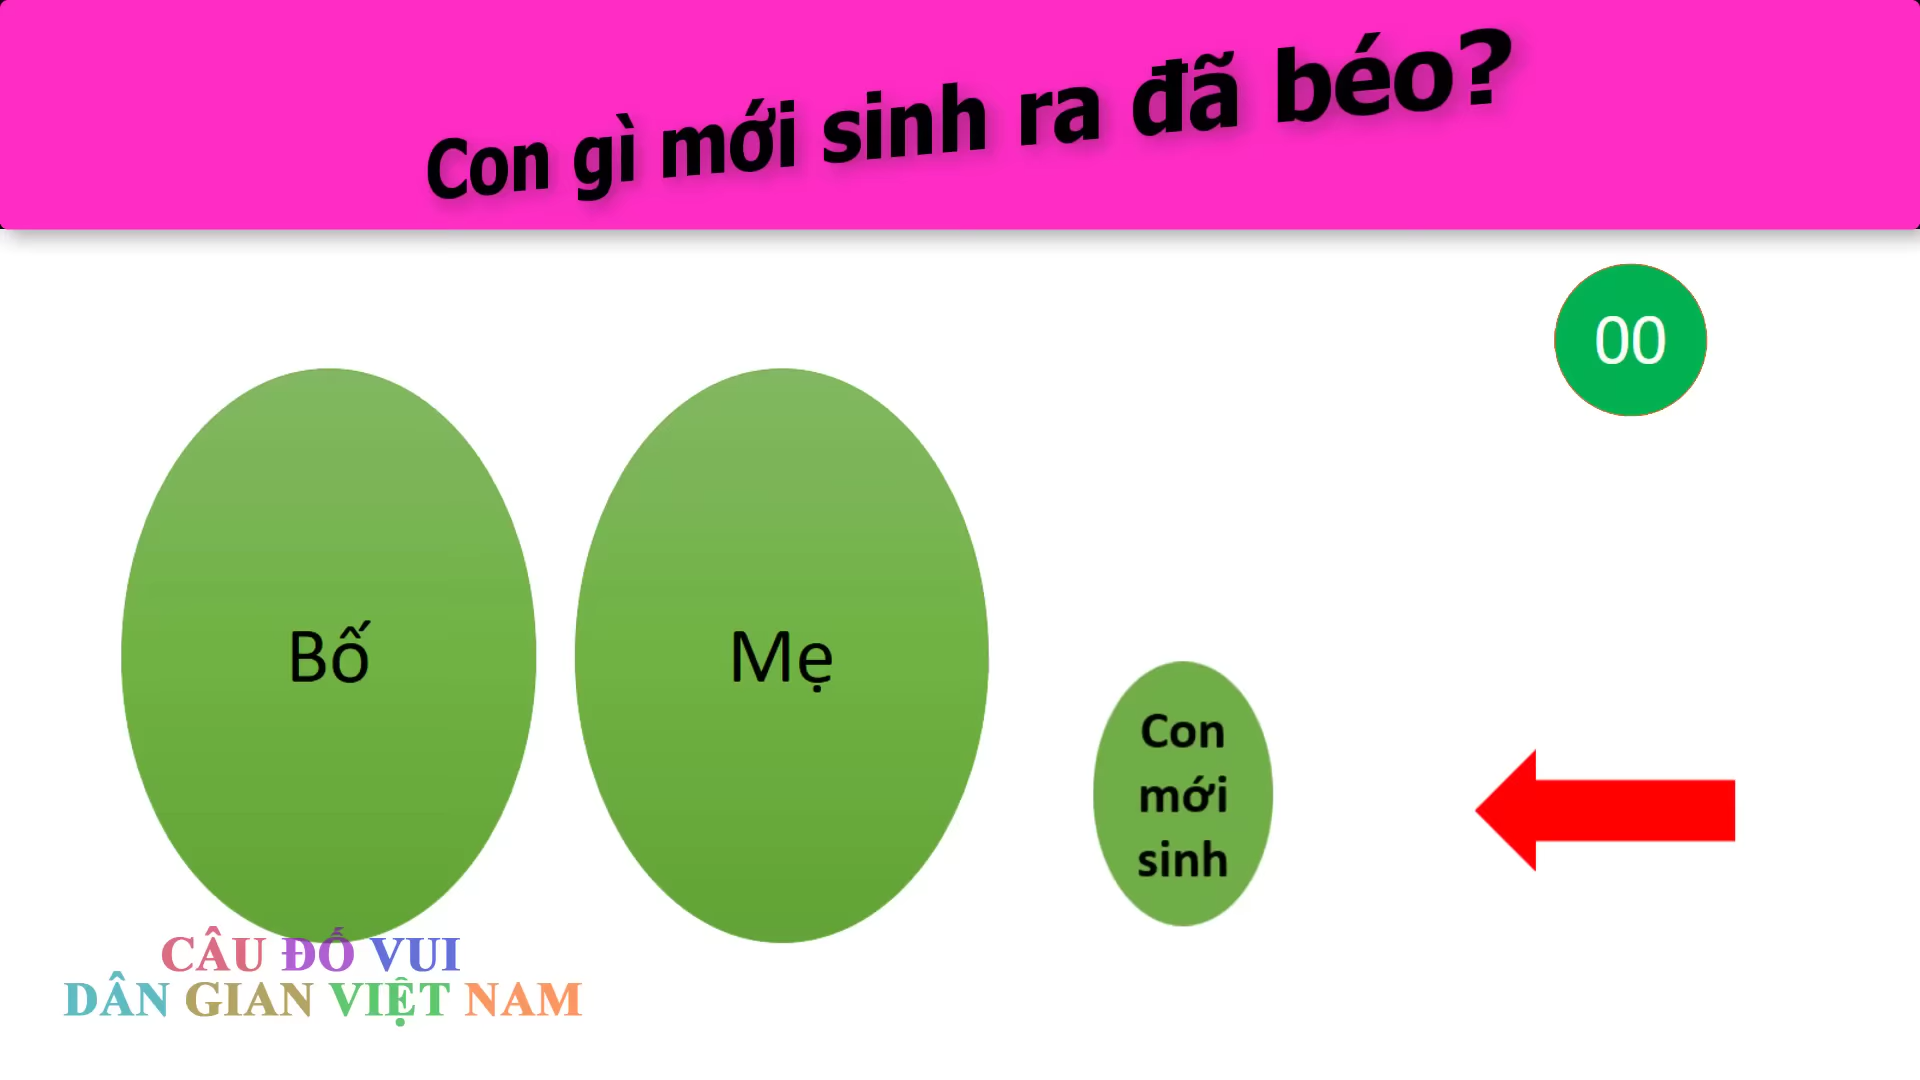 Con gì mới sinh ra đã béo?
00
Bố
Mẹ
Con
mới
sinh
CÂU ĐỐ VUI
DÂN GIAN VIỆT NAM